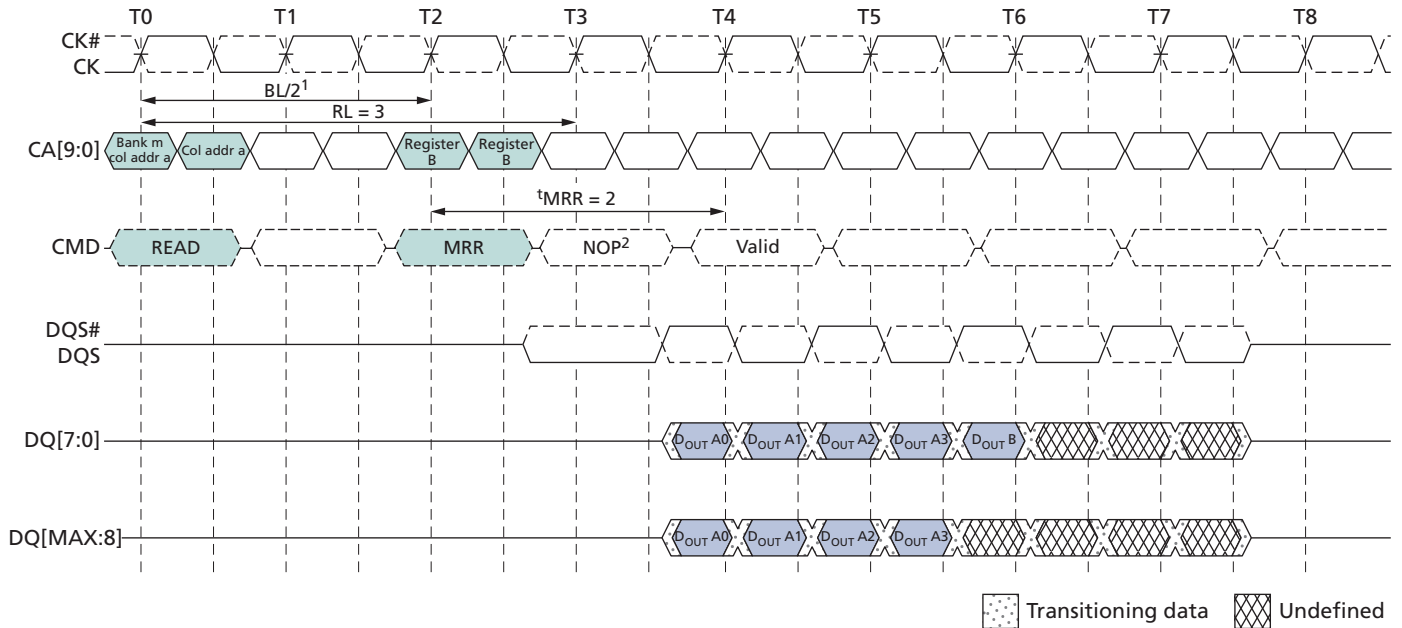 T0 T1 T2 T3 T4 T5 T6 T7 T8
CK#
CK
BL/2¹
RL = 3
CA[9:0] Bank m col addr a Col addr a Register B Register B
ᵗMRR = 2
CMD READ MRR NOP² Valid
DQS#
DQS
DQ[7:0] DOUT A0 DOUT A1 DOUT A2 DOUT A3 DOUT B
DQ[MAX:8] DOUT A0 DOUT A1 DOUT A2 DOUT A3
Transitioning data Undefined